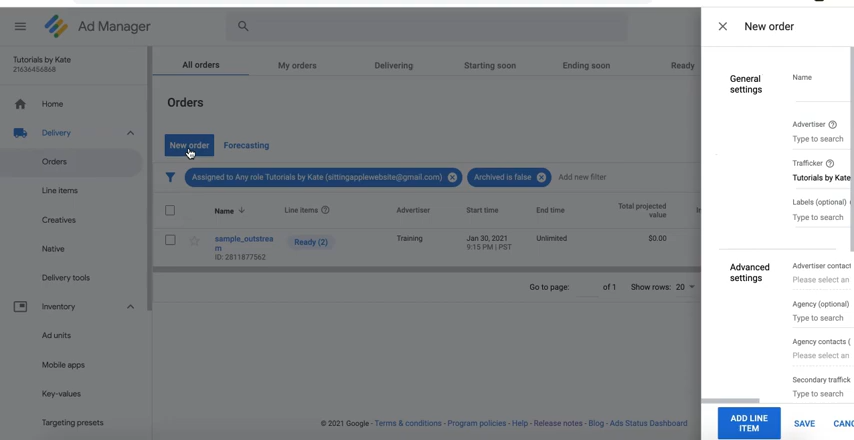 Ad Manager
Tutorials by Kate
21636456868
Home
Delivery
Orders
Line items
Creatives
Native
Delivery tools
Inventory
Ad units
Mobile apps
Key-values
Targeting presets
All orders
My orders
Delivering
Starting soon
Ending soon
Ready
Orders
New order
Forecasting
Assigned to Any role Tutorials by Kate (sittingapplewebsite@gmail.com)
Archived is false
Add new filter
Name
Line items
Advertiser
Start time
End time
Total projected
value
sample_outstrea
m
ID: 2811877562
Ready (2)
Training
Jan 30, 2021
9:15 PM | PST
Unlimited
$0.00
Go to page:
of 1
Show rows: 20
© 2021 Google - Terms & conditions - Program policies - Help - Release notes - Blog - Ads Status Dashboard
New order
General
settings
Name
Advertiser
Type to search
Trafficker
Tutorials by Kate
Labels (optional)
Type to search
Advanced
settings
Advertiser contact
Please select an
Agency (optional)
Type to search
Agency contacts (
Please select an
Secondary traffick
Type to search
ADD LINE
ITEM
SAVE
CANC